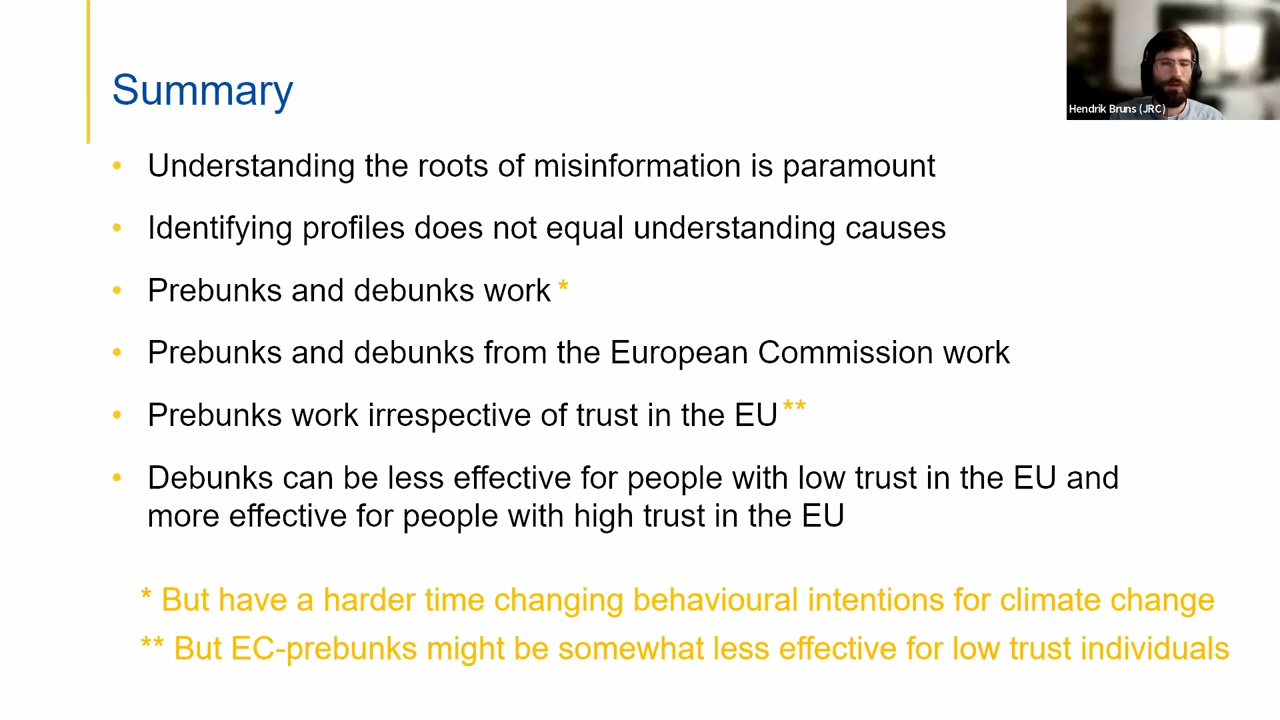 Hendrik Bruns (JRC)
Summary
• Understanding the roots of misinformation is paramount
• Identifying profiles does not equal understanding causes
• Prebunks and debunks work *
• Prebunks and debunks from the European Commission work
• Prebunks work irrespective of trust in the EU **
• Debunks can be less effective for people with low trust in the EU and
more effective for people with high trust in the EU
* But have a harder time changing behavioural intentions for climate change
** But EC-prebunks might be somewhat less effective for low trust individuals